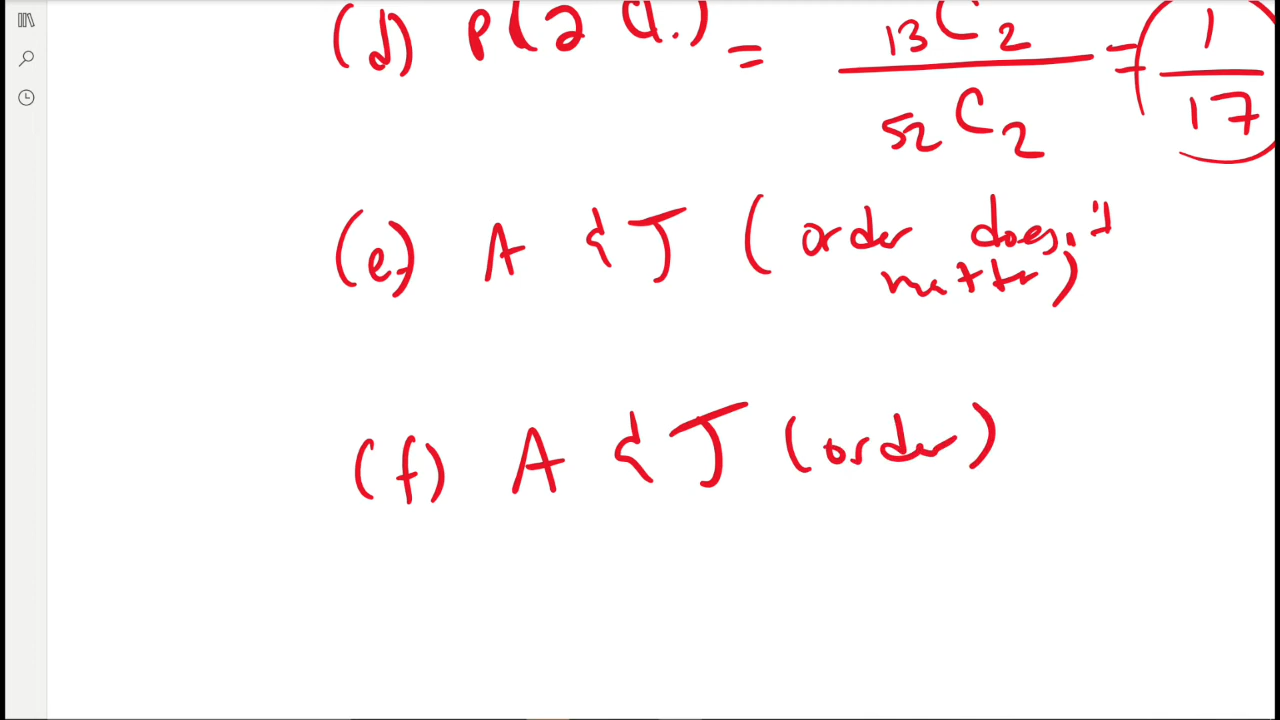 (d) P(2 d.) = 13C2 / 52C2 = 1/17
(e) A & J (order doesn't
matter)
(f) A & J (order)